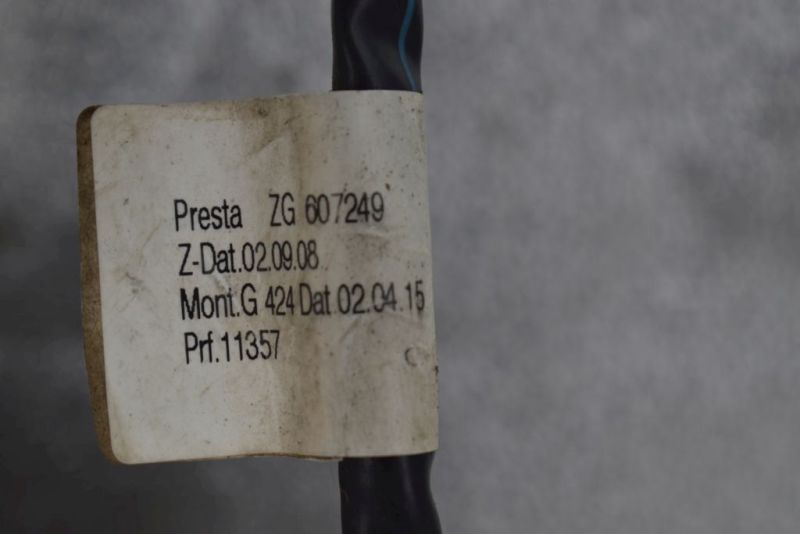 Presta ZG 607249
Z-Dat.02.09.08
Mont.G 424 Dat 02.04.15
Prf.11357